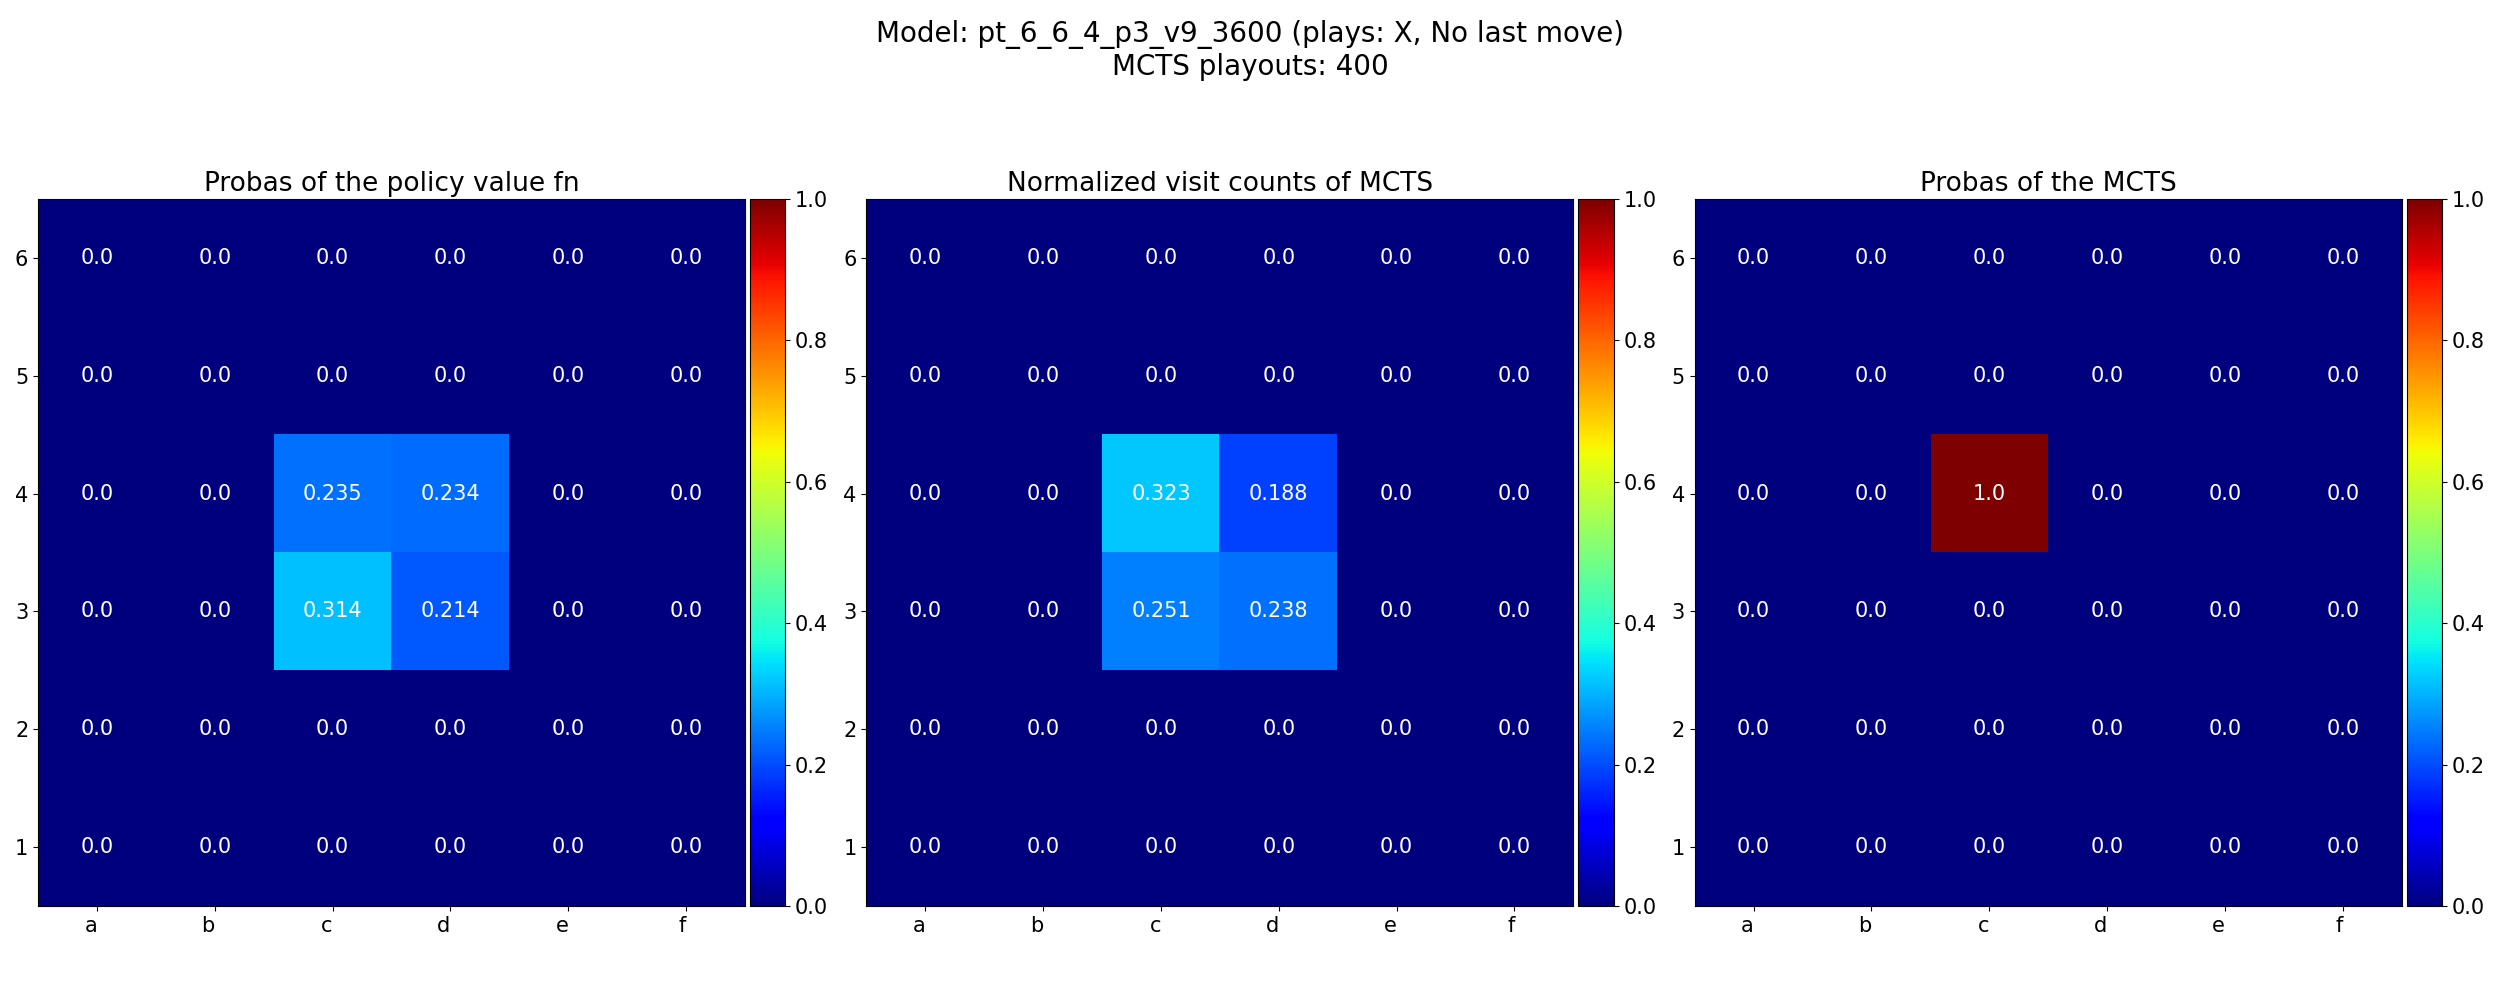 Model: pt_6_6_4_p3_v9_3600 (plays: X, No last move)
MCTS playouts: 400
Probas of the policy value fn
6 0.0 0.0 0.0 0.0 0.0 0.0
5 0.0 0.0 0.0 0.0 0.0 0.0
4 0.0 0.0 0.235 0.234 0.0 0.0
3 0.0 0.0 0.314 0.214 0.0 0.0
2 0.0 0.0 0.0 0.0 0.0 0.0
1 0.0 0.0 0.0 0.0 0.0 0.0
a b c d e f
1.0
0.8
0.6
0.4
0.2
0.0
Normalized visit counts of MCTS
6 0.0 0.0 0.0 0.0 0.0 0.0
5 0.0 0.0 0.0 0.0 0.0 0.0
4 0.0 0.0 0.323 0.188 0.0 0.0
3 0.0 0.0 0.251 0.238 0.0 0.0
2 0.0 0.0 0.0 0.0 0.0 0.0
1 0.0 0.0 0.0 0.0 0.0 0.0
a b c d e f
1.0
0.8
0.6
0.4
0.2
0.0
Probas of the MCTS
6 0.0 0.0 0.0 0.0 0.0 0.0
5 0.0 0.0 0.0 0.0 0.0 0.0
4 0.0 0.0 1.0 0.0 0.0 0.0
3 0.0 0.0 0.0 0.0 0.0 0.0
2 0.0 0.0 0.0 0.0 0.0 0.0
1 0.0 0.0 0.0 0.0 0.0 0.0
a b c d e f
1.0
0.8
0.6
0.4
0.2
0.0